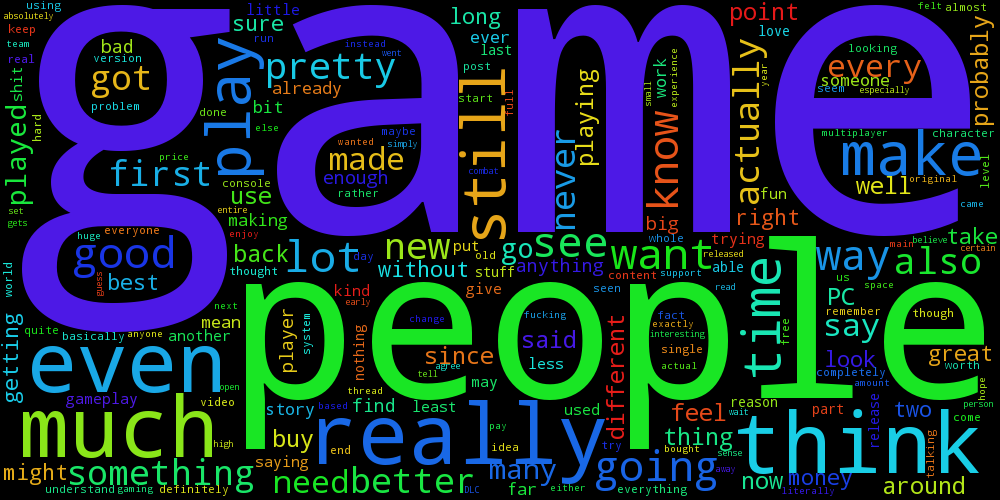 game
people
think
really
much
even
make
play
still
time
good
pretty
something
going
want
actually
know
first
got
see
lot
new
way
also
say
well
every
made
never
better
need
many
feel
different
played
playing
probably
point
sure
long
right
now
around
money
great
thing
buy
might
getting
best
back
use
go
said
since
without
already
bit
bad
ever
last
little
run
instead
went
post
start
full
work
small
experience
love
year
looking
someone
seem
especially
felt
almost
multiplayer
character
original
level
came
fun
big
using
absolutely
keep
team
real
shit
version
problem
hard
done
else
price
set
gets
console
maybe
wanted
simply
combat
enough
rather
making
entire
enjoy
huge
everyone
guess
thought
day
put
old
stuff
give
anything
whole
trying
released
able
content
support
seen
read
main
believe
certain
take
us
space
PC
remember
though
world
next
kind
early
quite
basically
anyone
mean
another
player
system
nothing
change
fucking
less
fact
exactly
interesting
single
actual
free
look
completely
amount
worth
hope
gameplay
open
video
thread
tell
agree
may
story
based
find
least
used
reason
wait
part
release
two
person
come
talking
high
saying
end
pay
idea
try
bought
sense
away
understand
gaming
definitely
DLC
far
either
everything
literally